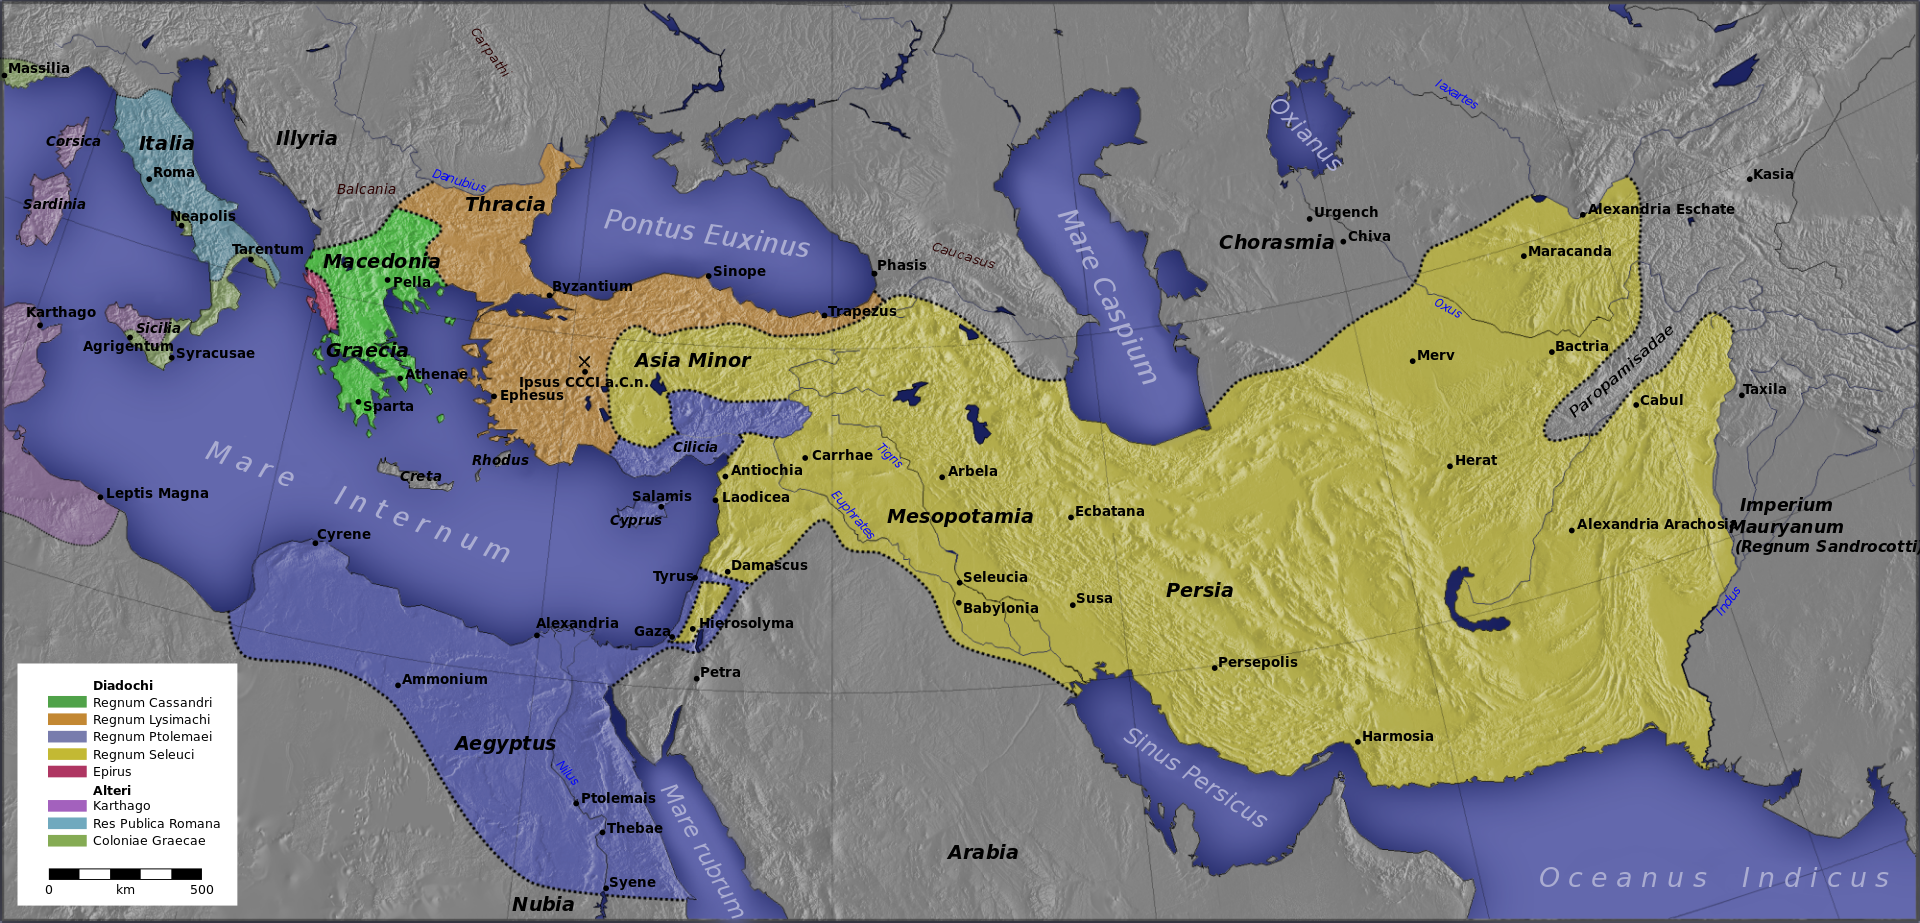 Massilia
Carpathi
Iaxartes
Oxianus
Corsica
Italia
Illyria
Roma
Kasia
Danubius
Balcania
Sardinia
Thracia
Neapolis
Alexandria Eschate
Urgench
Pontus Euxinus
Chiva
Chorasmia
Tarentum
Caucasus
Mare Caspium
Maracanda
Macedonia
Phasis
Sinope
Pella
Byzantium
Oxus
Karthago
Trapezus
Sicilia
Agrigentum
Syracusae
Graecia
Asia Minor
Bactria
Merv
Paropamisadae
Athenae
Ipsus CCCI a.C.n.
Ephesus
Taxila
Cabul
Sparta
Cilicia
Carrhae
Tigris
Rhodus
Herat
Antiochia
Arbela
Creta
Mare Internum
Leptis Magna
Salamis
Laodicea
Euphrates
Cyprus
Mesopotamia
Ecbatana
Imperium
Mauryanum
(Regnum Sandrocotti)
Alexandria Arachosia
Cyrene
Damascus
Tyrus
Seleucia
Persia
Susa
Babylonia
Indus
Alexandria
Gaza
Hierosolyma
Persepolis
Petra
Ammonium
Aegyptus
Harmosia
Nilus
Sinus Persicus
Ptolemais
Mare rubrum
Thebae
Arabia
Syene
Oceanus Indicus
Nubia
Diadochi
Regnum Cassandri
Regnum Lysimachi
Regnum Ptolemaei
Regnum Seleuci
Epirus
Alteri
Karthago
Res Publica Romana
Coloniae Graecae
0 km 500